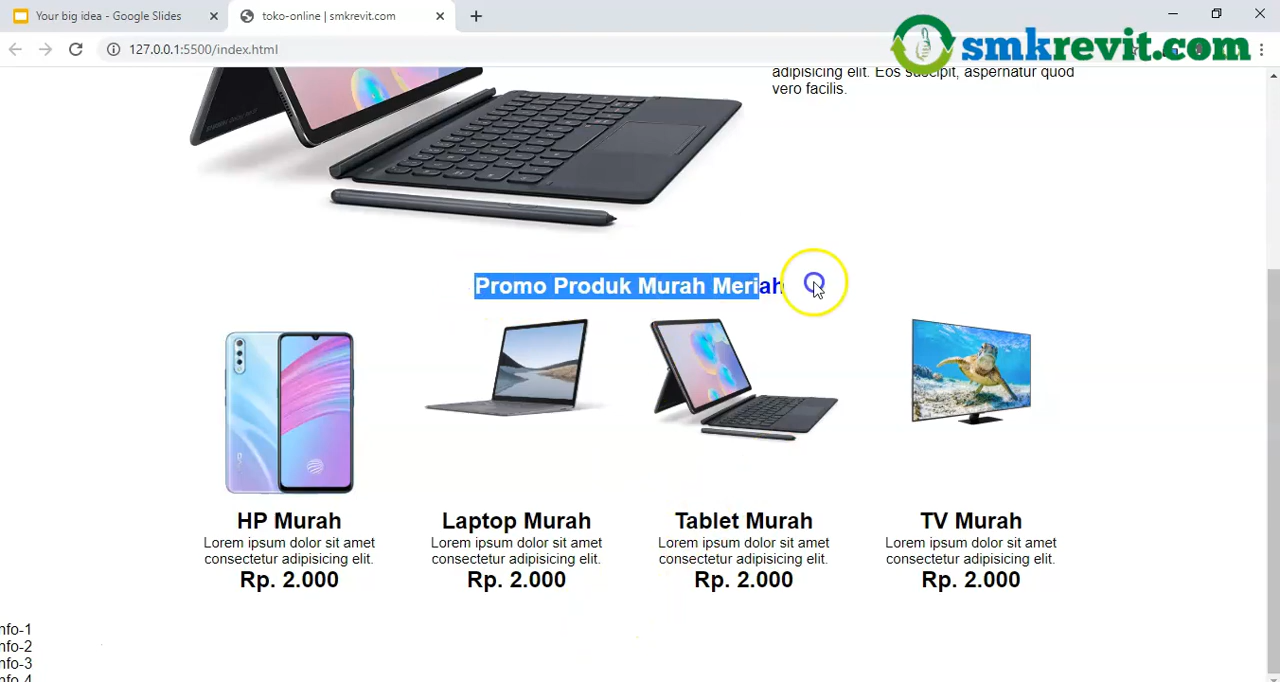 Your big idea - Google Slides
toko-online | smkrevit.com
127.0.0.1:5500/index.html
smkrevit.com
adipisicing elit. Eos suscipit, aspernatur quod
vero facilis.
Promo Produk Murah Meriah
HP Murah
Lorem ipsum dolor sit amet
consectetur adipisicing elit.
Rp. 2.000
Laptop Murah
Lorem ipsum dolor sit amet
consectetur adipisicing elit.
Rp. 2.000
Tablet Murah
Lorem ipsum dolor sit amet
consectetur adipisicing elit.
Rp. 2.000
TV Murah
Lorem ipsum dolor sit amet
consectetur adipisicing elit.
Rp. 2.000
nfo-1
nfo-2
nfo-3
nfo-4